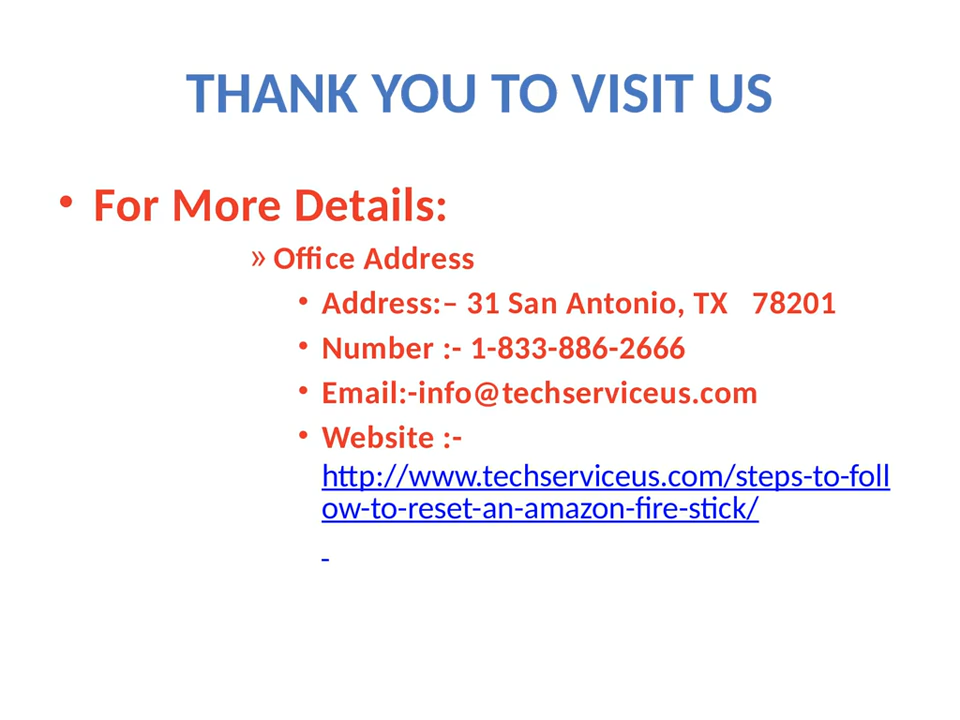 THANK YOU TO VISIT US
• For More Details:
» Office Address
• Address:– 31 San Antonio, TX   78201
• Number :- 1-833-886-2666
• Email:-info@techserviceus.com
• Website :-
http://www.techserviceus.com/steps-to-foll
ow-to-reset-an-amazon-fire-stick/